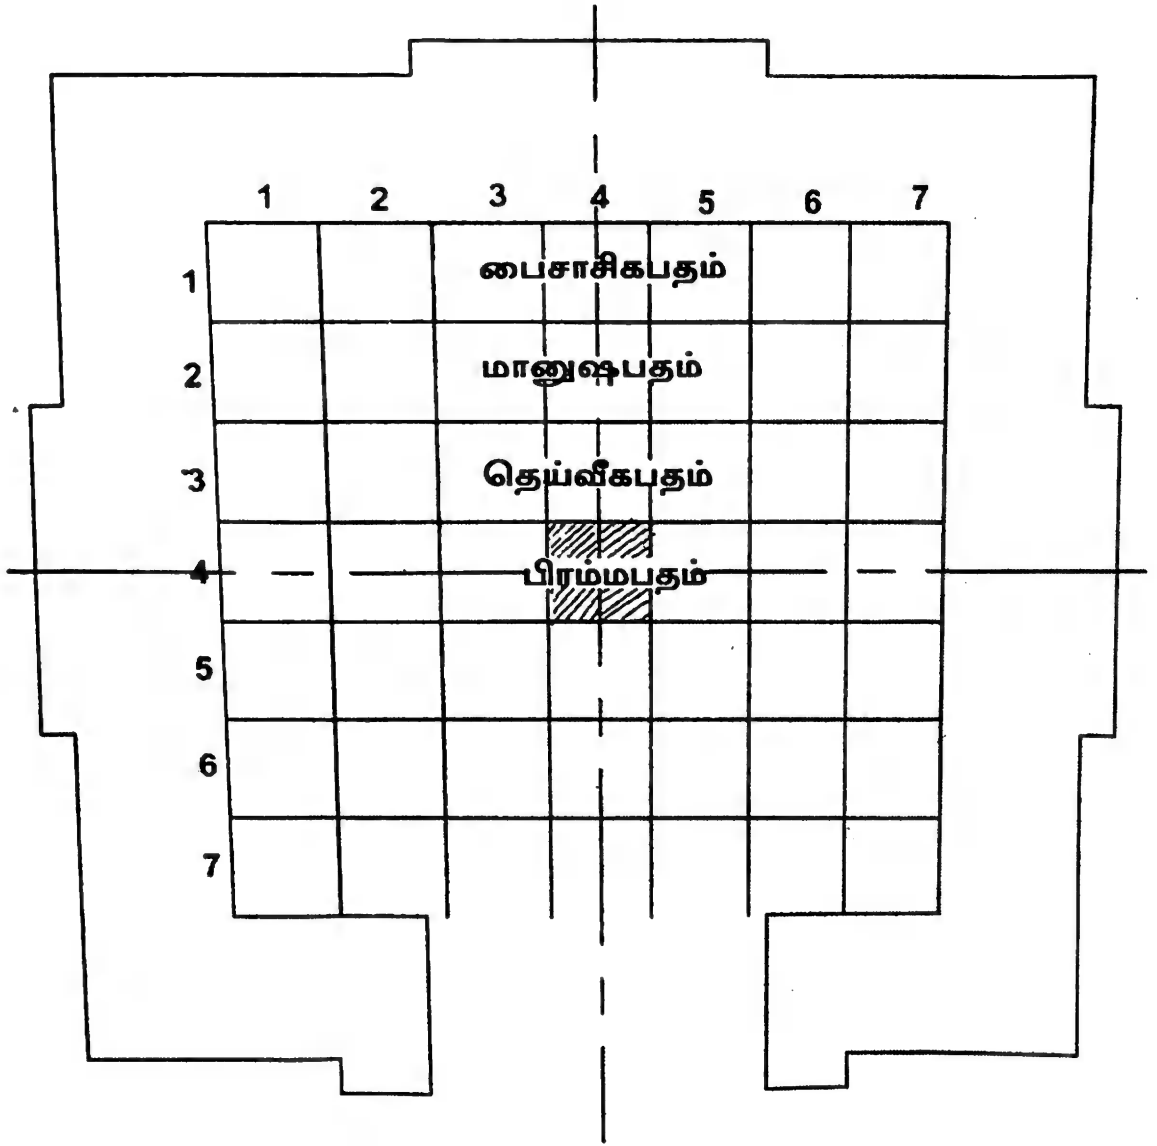 1 2 3 4 5 6 7
1 பைசாசிகபதம்
2 மானுஷபதம்
3 தெய்வீகபதம்
4 பிரம்மபதம்
5
6
7